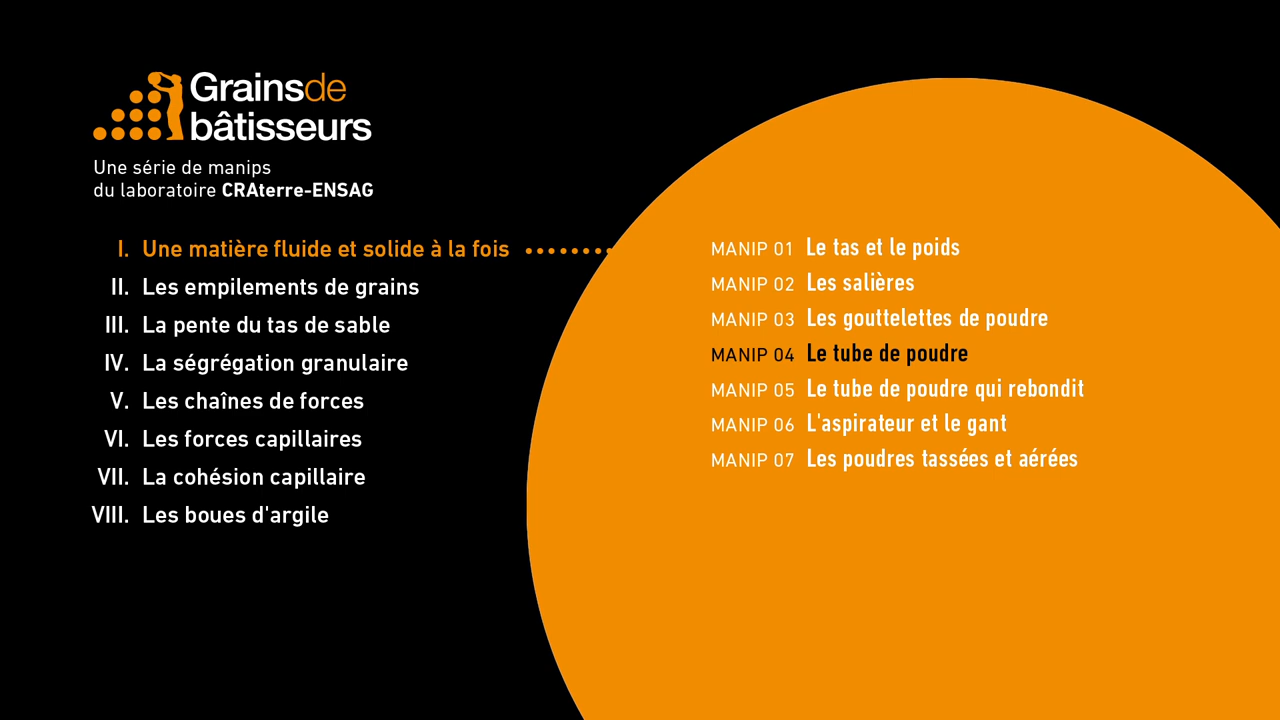 Grainsde
bâtisseurs
Une série de manips
du laboratoire CRAterre-ENSAG
I. Une matière fluide et solide à la fois
II. Les empilements de grains
III. La pente du tas de sable
IV. La ségrégation granulaire
V. Les chaînes de forces
VI. Les forces capillaires
VII. La cohésion capillaire
VIII. Les boues d'argile
MANIP 01 Le tas et le poids
MANIP 02 Les salières
MANIP 03 Les gouttelettes de poudre
MANIP 04 Le tube de poudre
MANIP 05 Le tube de poudre qui rebondit
MANIP 06 L'aspirateur et le gant
MANIP 07 Les poudres tassées et aérées